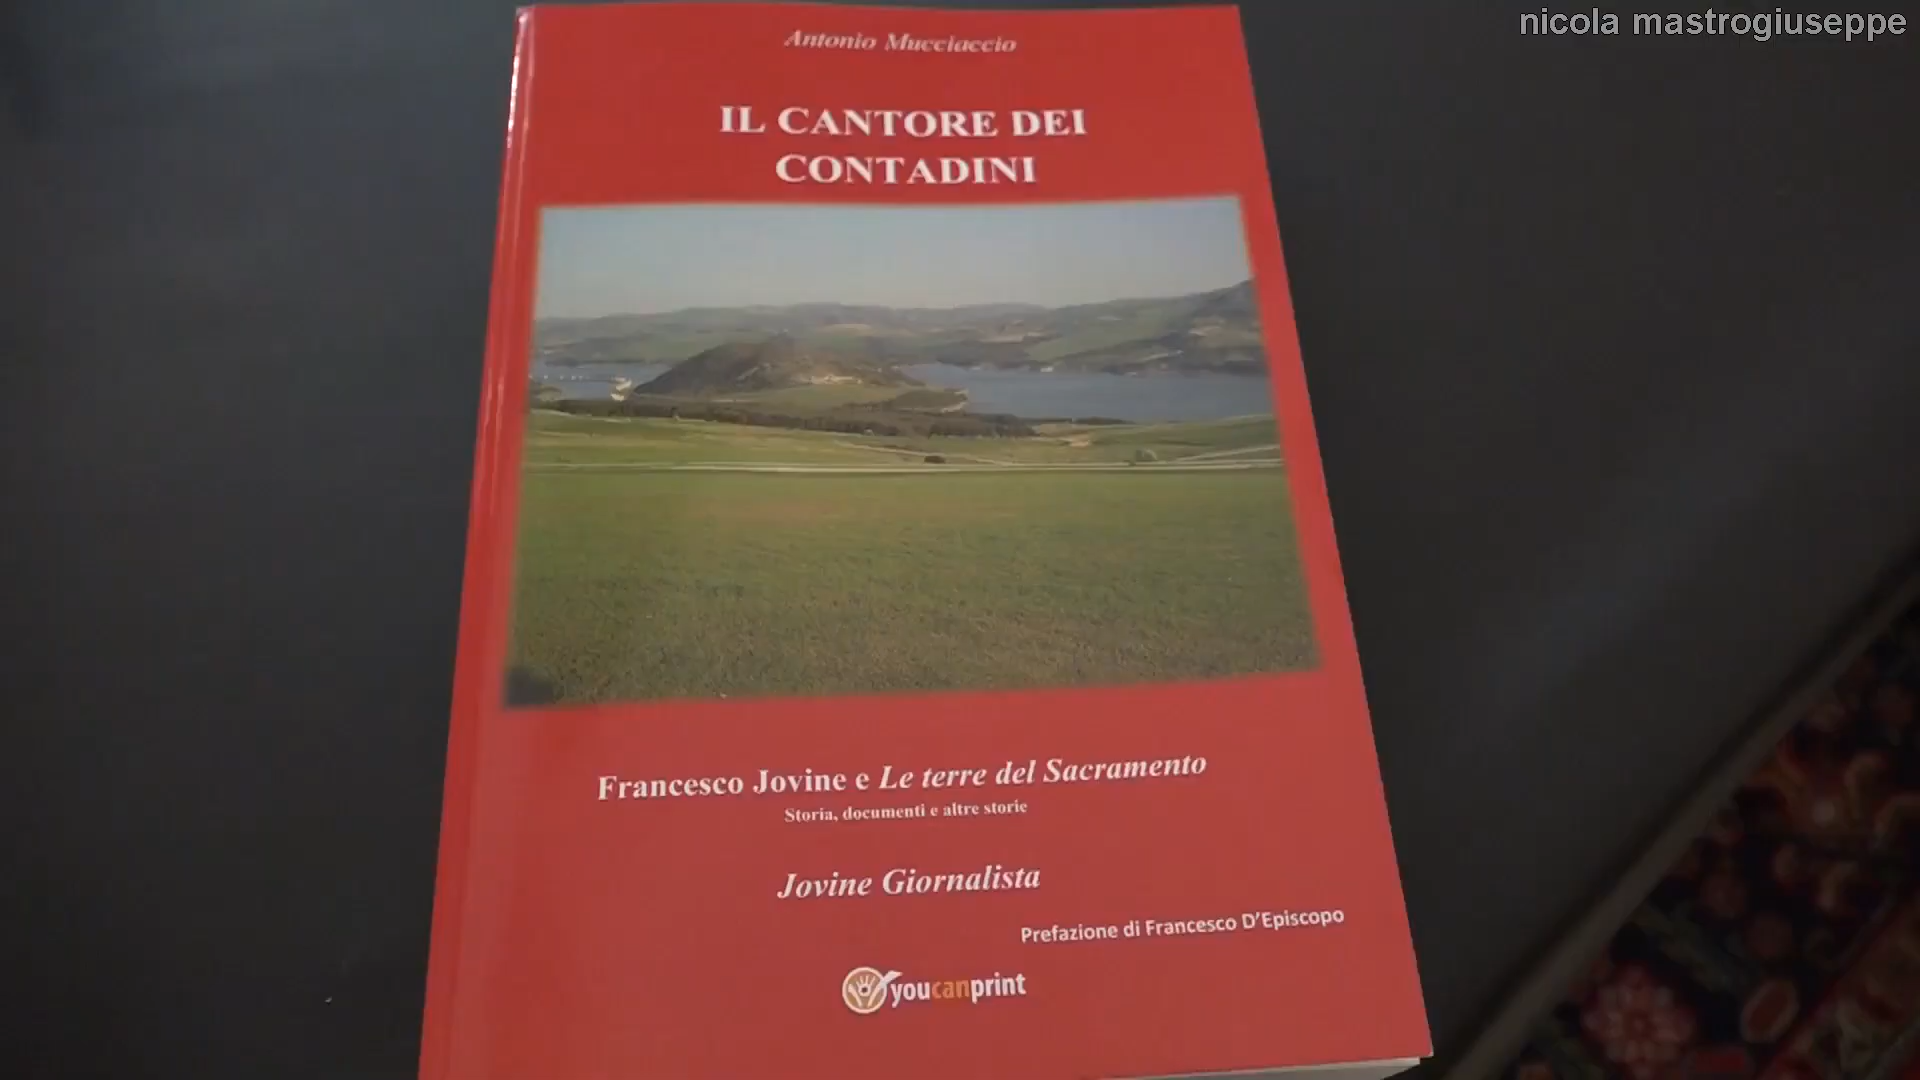 nicola mastrogiuseppe
Antonio Mucciaccio
IL CANTORE DEI
CONTADINI
Francesco Jovine e Le terre del Sacramento
Storia, documenti e altre storie
Jovine Giornalista
Prefazione di Francesco D'Episcopo
youcanprint